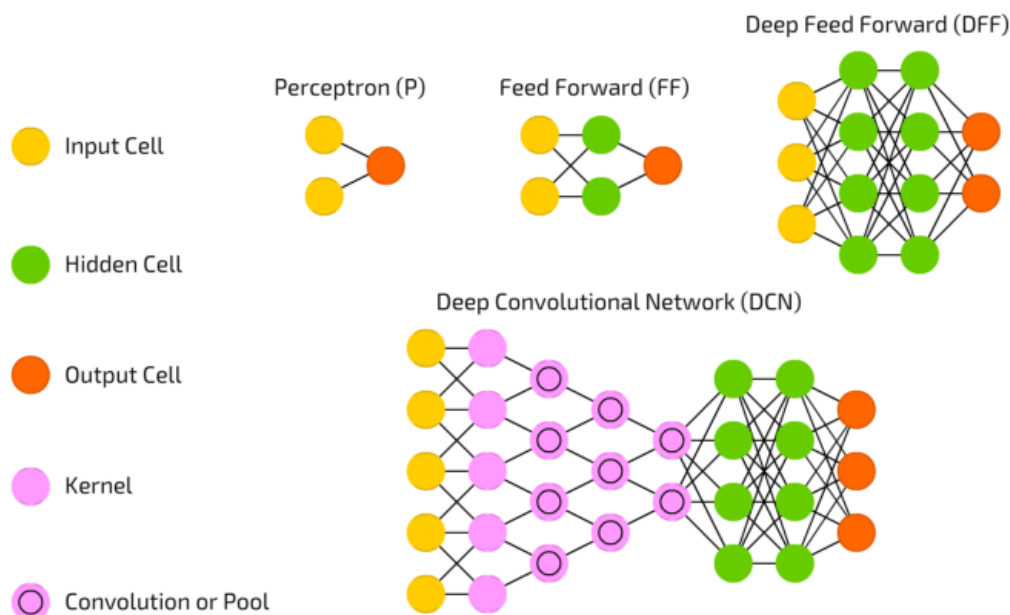 Deep Feed Forward (DFF)
Perceptron (P)
Feed Forward (FF)
Input Cell
Hidden Cell
Deep Convolutional Network (DCN)
Output Cell
Kernel
Convolution or Pool